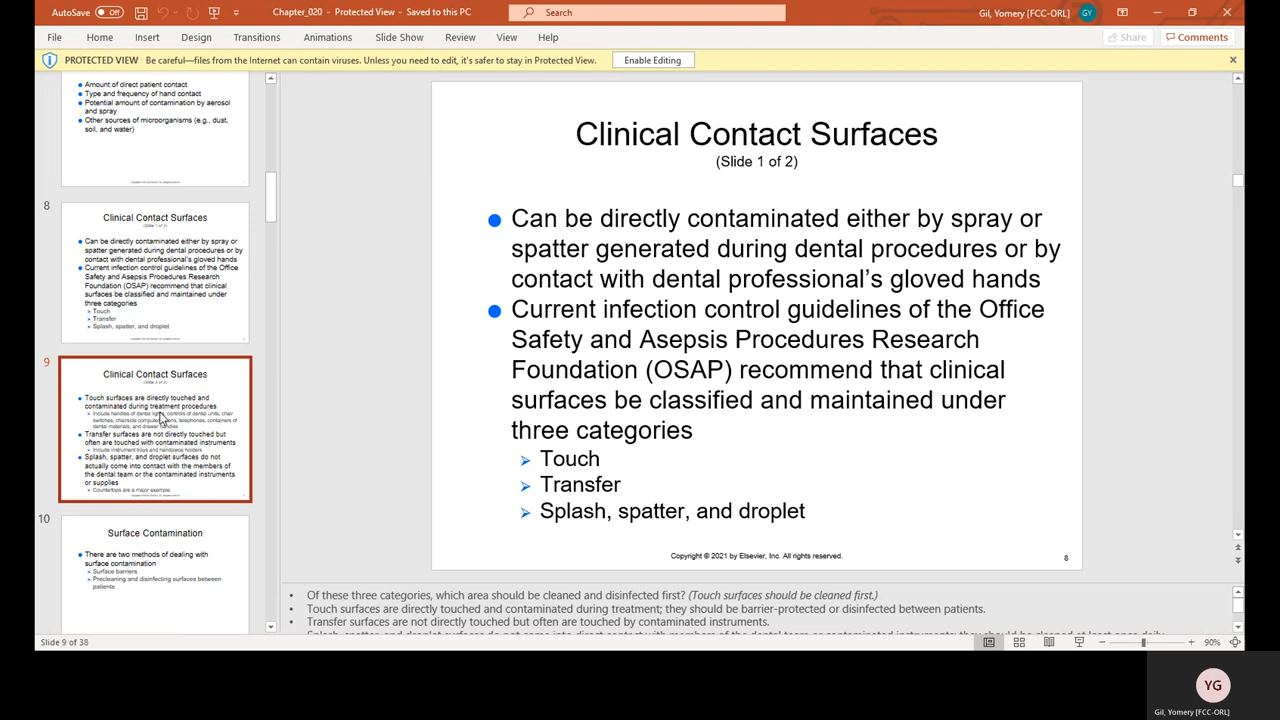 AutoSave Off Chapter_020 - Protected View - Saved to this PC Search Gil, Yomery [FCC-ORL] GY
File Home Insert Design Transitions Animations Slide Show Review View Help Share Comments
PROTECTED VIEW Be careful—files from the Internet can contain viruses. Unless you need to edit, it's safer to stay in Protected View. Enable Editing
Amount of direct patient contact
Type and frequency of hand contact
Potential amount of contamination by aerosol
and spray
Other sources of microorganisms (e.g., dust,
soil, and water)
8
Clinical Contact Surfaces
(Slide 1 of 2)
Can be directly contaminated either by spray or
spatter generated during dental procedures or by
contact with dental professional's gloved hands
Current infection control guidelines of the Office
Safety and Asepsis Procedures Research
Foundation (OSAP) recommend that clinical
surfaces be classified and maintained under
three categories
Touch
Transfer
Splash, spatter, and droplet
9
Clinical Contact Surfaces
Touch surfaces are directly touched and
contaminated during treatment procedures
Include handles of dental controls of dental units, chair
switches, chairside telephones, containers of
dental materials, and drawer handles
Transfer surfaces are not directly touched but
often are touched with contaminated instruments
Include instrument trays and handpiece holders
Splash, spatter, and droplet surfaces do not
actually come into contact with the members of
the dental team or the contaminated instruments
or supplies
Countertops are a major example
10
Surface Contamination
There are two methods of dealing with
surface contamination
Surface barriers
Precleaning and disinfecting surfaces between
patients
Clinical Contact Surfaces
(Slide 1 of 2)
Can be directly contaminated either by spray or
spatter generated during dental procedures or by
contact with dental professional's gloved hands
Current infection control guidelines of the Office
Safety and Asepsis Procedures Research
Foundation (OSAP) recommend that clinical
surfaces be classified and maintained under
three categories
Touch
Transfer
Splash, spatter, and droplet
Copyright © 2021 by Elsevier, Inc. All rights reserved.
8
Of these three categories, which area should be cleaned and disinfected first? (Touch surfaces should be cleaned first.)
Touch surfaces are directly touched and contaminated during treatment; they should be barrier-protected or disinfected between patients.
Transfer surfaces are not directly touched but often are touched by contaminated instruments.
Slide 9 of 38 90%
YG
Gil, Yomery [FCC-ORL]